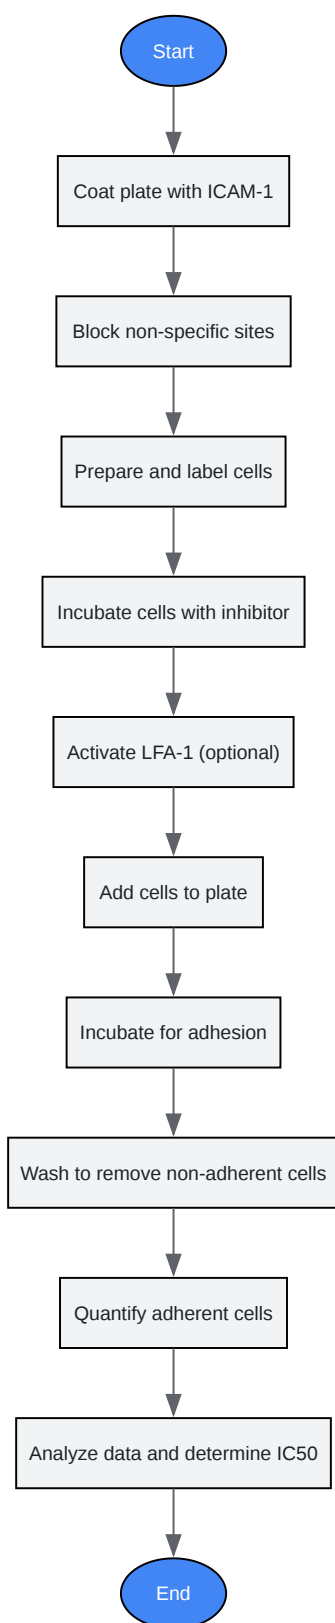 Start
Coat plate with ICAM-1
Block non-specific sites
Prepare and label cells
Incubate cells with inhibitor
Activate LFA-1 (optional)
Add cells to plate
Incubate for adhesion
Wash to remove non-adherent cells
Quantify adherent cells
Analyze data and determine IC50
End